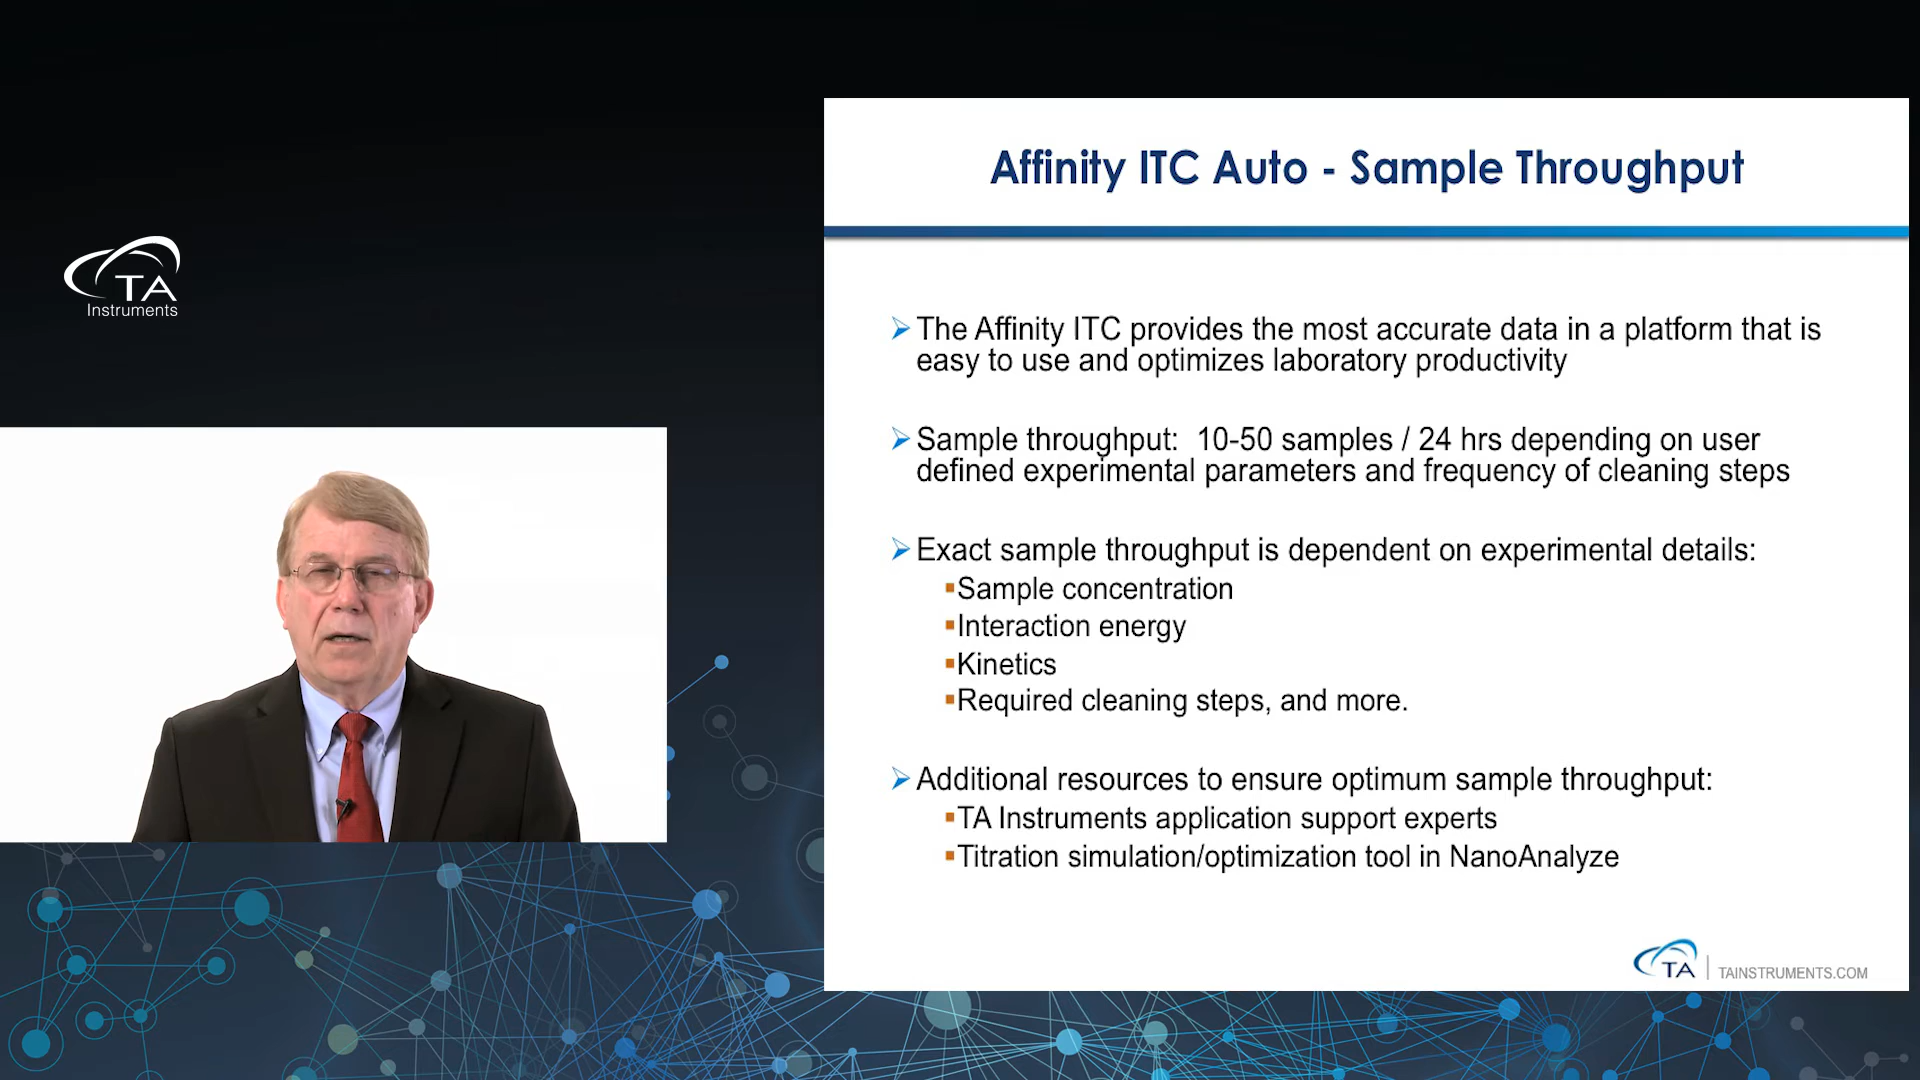 TA
Instruments
Affinity ITC Auto - Sample Throughput
The Affinity ITC provides the most accurate data in a platform that is
easy to use and optimizes laboratory productivity
Sample throughput: 10-50 samples / 24 hrs depending on user
defined experimental parameters and frequency of cleaning steps
Exact sample throughput is dependent on experimental details:
Sample concentration
Interaction energy
Kinetics
Required cleaning steps, and more.
Additional resources to ensure optimum sample throughput:
TA Instruments application support experts
Titration simulation/optimization tool in NanoAnalyze
TA | TAINSTRUMENTS.COM